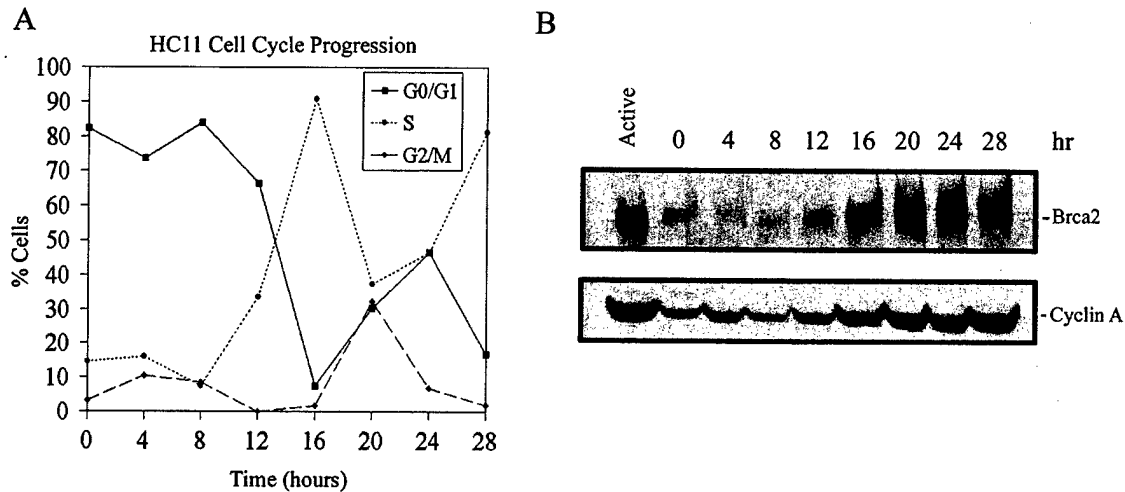 A
HC11 Cell Cycle Progression
100
90
80
70
60
50
40
30
20
10
0
% Cells
G0/G1
S
G2/M
0 4 8 12 16 20 24 28
Time (hours)
B
Active 0 4 8 12 16 20 24 28 hr
-Brca2
-Cyclin A